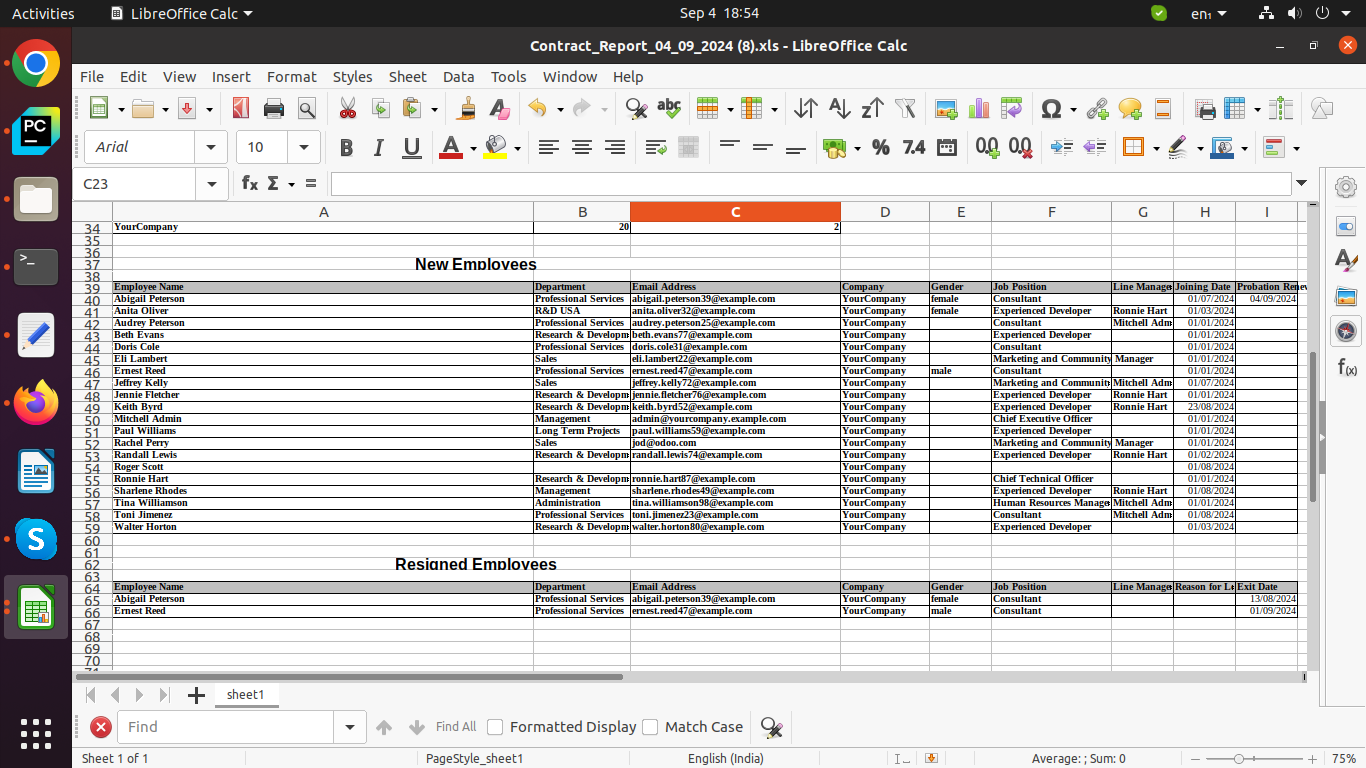 Activities LibreOffice Calc Sep 4 18:54 en₁
Contract_Report_04_09_2024 (8).xls - LibreOffice Calc
File Edit View Insert Format Styles Sheet Data Tools Window Help
Arial 10
C23
A B C D E F G H I
34 YourCompany 20 2
35
36
37 New Employees
38
39 Employee Name Department Email Address Company Gender Job Position Line Manage Joining Date Probation Renew
40 Abigail Peterson Professional Services abigail.peterson39@example.com YourCompany female Consultant 01/07/2024 04/09/2024
41 Anita Oliver R&D USA anita.oliver32@example.com YourCompany female Experienced Developer Ronnie Hart 01/03/2024
42 Audrey Peterson Professional Services audrey.peterson25@example.com YourCompany Consultant Mitchell Adm 01/01/2024
43 Beth Evans Research & Developm beth.evans77@example.com YourCompany Experienced Developer 01/01/2024
44 Doris Cole Professional Services doris.cole31@example.com YourCompany Consultant 01/01/2024
45 Eli Lambert Sales eli.lambert22@example.com YourCompany Marketing and Community Manager 01/01/2024
46 Ernest Reed Professional Services ernest.reed47@example.com YourCompany male Consultant 01/01/2024
47 Jeffrey Kelly Sales jeffrey.kelly72@example.com YourCompany Marketing and Communit Mitchell Adm 01/07/2024
48 Jennie Fletcher Research & Developm jennie.fletcher76@example.com YourCompany Experienced Developer Ronnie Hart 01/01/2024
49 Keith Byrd Research & Developm keith.byrd52@example.com YourCompany Experienced Developer Ronnie Hart 23/08/2024
50 Mitchell Admin Management admin@yourcompany.example.com YourCompany Chief Executive Officer 01/01/2024
51 Paul Williams Long Term Projects paul.williams59@example.com YourCompany Experienced Developer 01/01/2024
52 Rachel Perry Sales jod@odoo.com YourCompany Marketing and Community Manager 01/01/2024
53 Randall Lewis Research & Developm randall.lewis74@example.com YourCompany Experienced Developer Ronnie Hart 01/02/2024
54 Roger Scott YourCompany 01/08/2024
55 Ronnie Hart Research & Developm ronnie.hart87@example.com YourCompany Chief Technical Officer 01/01/2024
56 Sharlene Rhodes Management sharlene.rhodes49@example.com YourCompany Experienced Developer Ronnie Hart 01/08/2024
57 Tina Williamson Administration tina.williamson98@example.com YourCompany Human Resources Manage Mitchell Adm 01/01/2024
58 Toni Jimenez Professional Services toni.jimenez23@example.com YourCompany Consultant Mitchell Adm 01/08/2024
59 Walter Horton Research & Developm walter.horton80@example.com YourCompany Experienced Developer 01/03/2024
60
61
62 Resigned Employees
63
64 Employee Name Department Email Address Company Gender Job Position Line Manage Reason for Le Exit Date
65 Abigail Peterson Professional Services abigail.peterson39@example.com YourCompany female Consultant 13/08/2024
66 Ernest Reed Professional Services ernest.reed47@example.com YourCompany male Consultant 01/09/2024
67
68
69
70
71
sheet1
Find Find All Formatted Display Match Case
Sheet 1 of 1 PageStyle_sheet1 English (India) Average: ; Sum: 0 75%